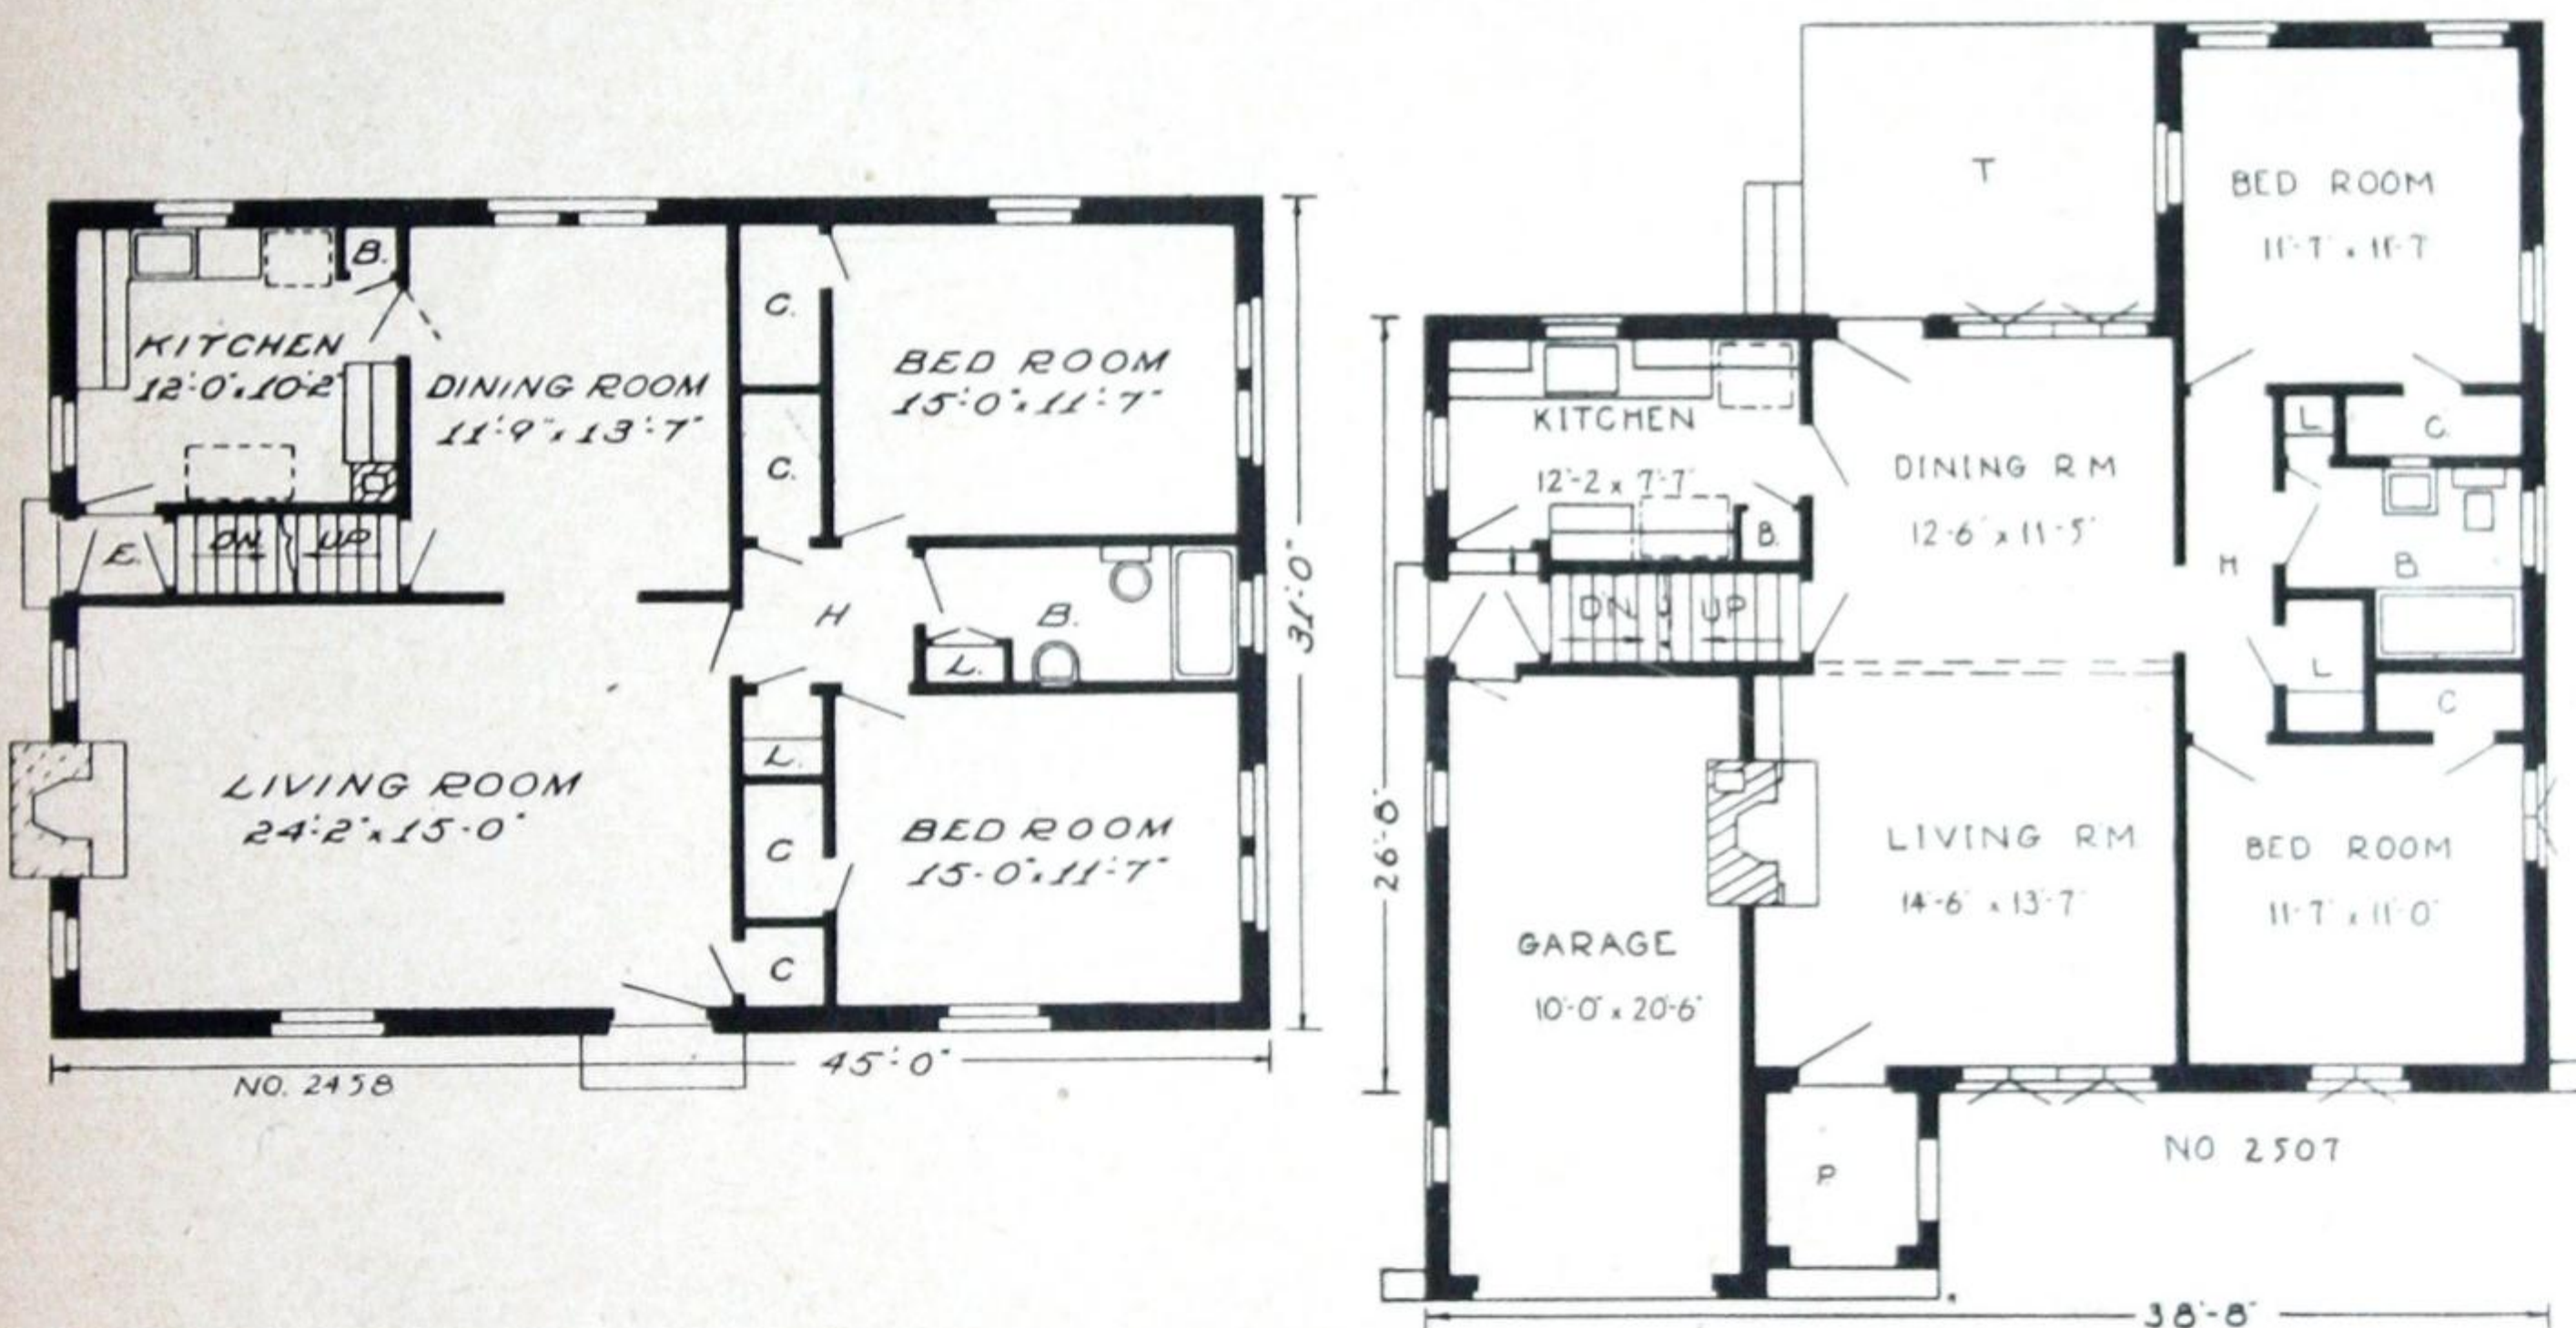 B.
KITCHEN
12'-0" x 10'-2"
DINING ROOM
11'-9" x 13'-7"
C.
C.
BED ROOM
15'-0" x 11'-7"
E.
DN.
UP
H
B.
L.
L.
LIVING ROOM
24'-2" x 15'-0"
C
C
BED ROOM
15'-0" x 11'-7"
31'-0"
45'-0"
NO. 2458
T
BED ROOM
11'-7" x 11'-7"
KITCHEN
12'-2 x 7'-7"
B.
DINING RM
12'-6" x 11'-5"
L
C.
B
H
DN
UP
L
C
LIVING RM
14'-6" x 13'-7"
BED ROOM
11'-7" x 11'-0"
GARAGE
10'-0" x 20'-6"
26'-8"
P.
NO 2507
38'-8"